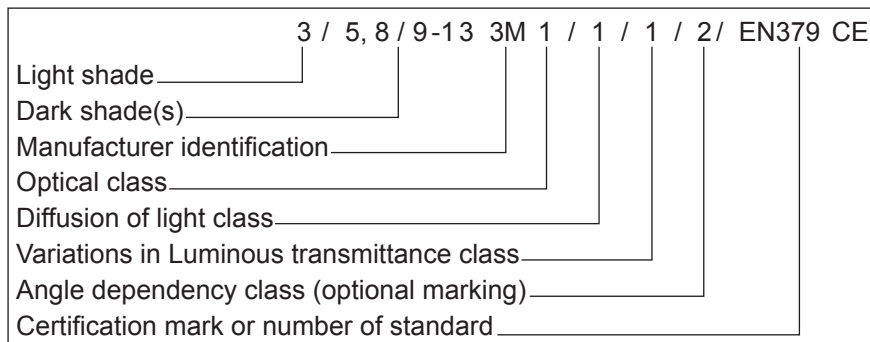 3 / 5, 8 / 9-13 3M 1 / 1 / 1 / 2/ EN379 CE
Light shade
Dark shade(s)
Manufacturer identification
Optical class
Diffusion of light class
Variations in Luminous transmittance class
Angle dependency class (optional marking)
Certification mark or number of standard